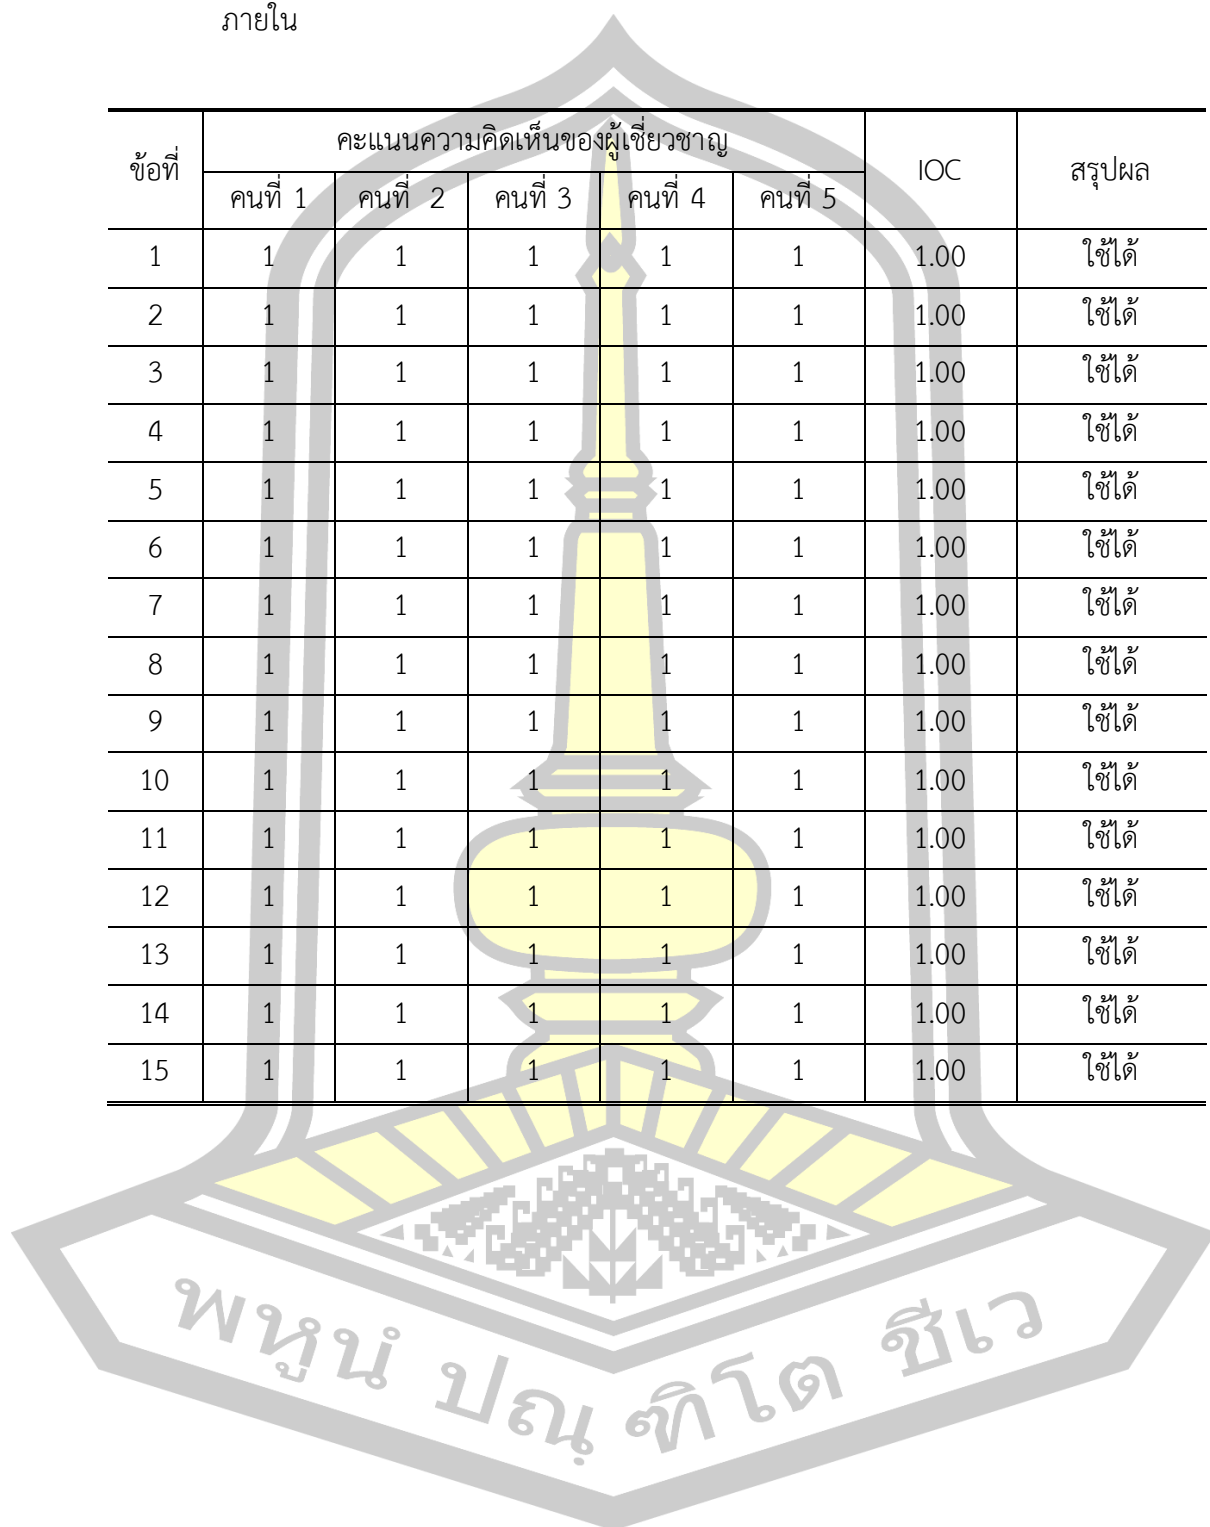 ภายใน
ข้อที่ คะแนนความคิดเห็นของผู้เชี่ยวชาญ IOC สรุปผล
คนที่ 1 คนที่ 2 คนที่ 3 คนที่ 4 คนที่ 5
1 1 1 1 1 1 1.00 ใช้ได้
2 1 1 1 1 1 1.00 ใช้ได้
3 1 1 1 1 1 1.00 ใช้ได้
4 1 1 1 1 1 1.00 ใช้ได้
5 1 1 1 1 1 1.00 ใช้ได้
6 1 1 1 1 1 1.00 ใช้ได้
7 1 1 1 1 1 1.00 ใช้ได้
8 1 1 1 1 1 1.00 ใช้ได้
9 1 1 1 1 1 1.00 ใช้ได้
10 1 1 1 1 1 1.00 ใช้ได้
11 1 1 1 1 1 1.00 ใช้ได้
12 1 1 1 1 1 1.00 ใช้ได้
13 1 1 1 1 1 1.00 ใช้ได้
14 1 1 1 1 1 1.00 ใช้ได้
15 1 1 1 1 1 1.00 ใช้ได้
พหูนํ ปณฺฑิโต ชีเว